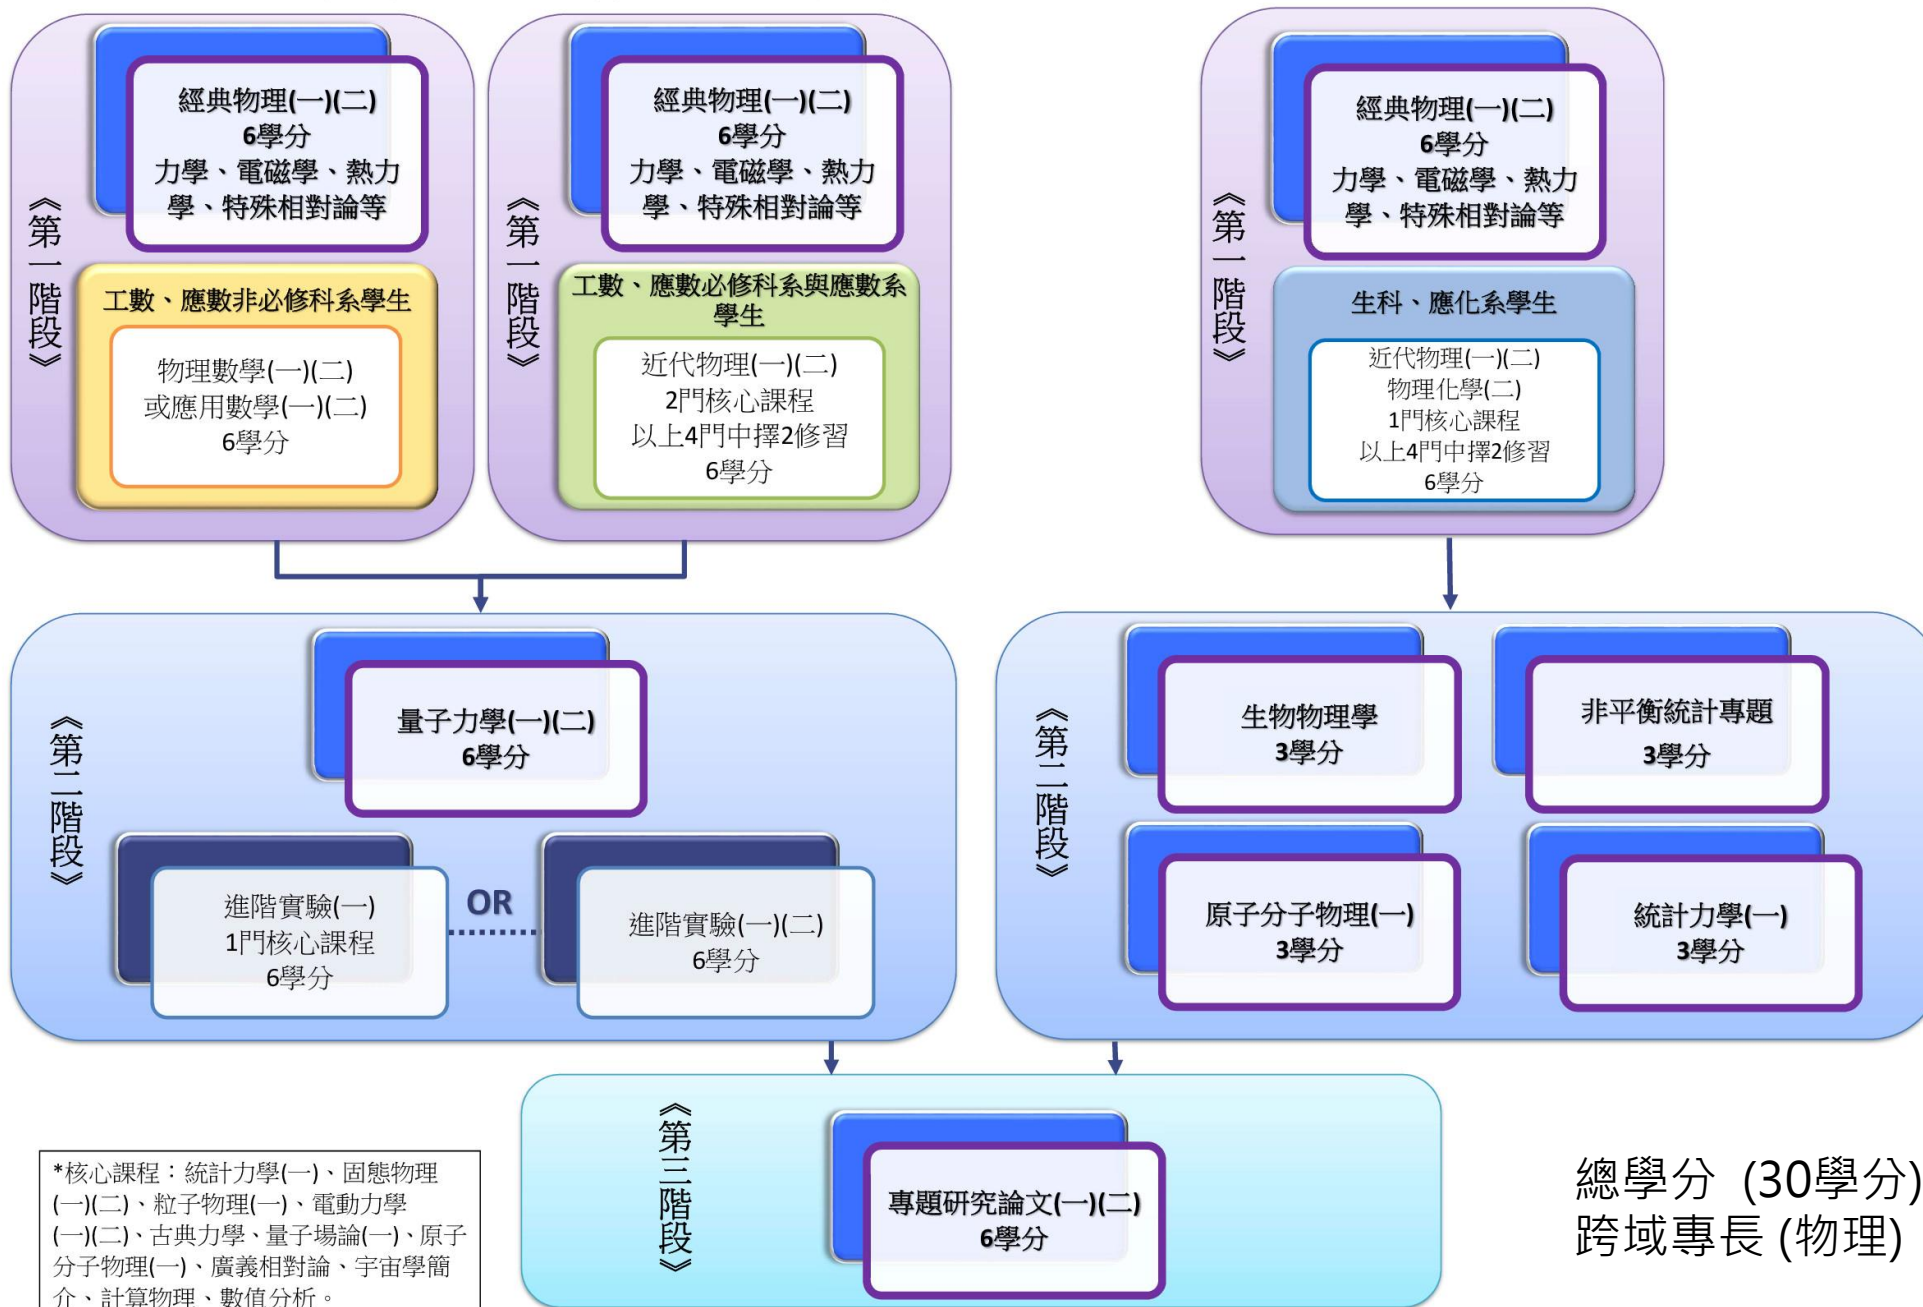 《第一階段》
經典物理(一)(二)
6學分
力學、電磁學、熱力
學、特殊相對論等
工數、應數非必修科系學生
物理數學(一)(二)
或應用數學(一)(二)
6學分
《第一階段》
經典物理(一)(二)
6學分
力學、電磁學、熱力
學、特殊相對論等
工數、應數必修科系與應數系
學生
近代物理(一)(二)
2門核心課程
以上4門中擇2修習
6學分
《第一階段》
經典物理(一)(二)
6學分
力學、電磁學、熱力
學、特殊相對論等
生科、應化系學生
近代物理(一)(二)
物理化學(二)
1門核心課程
以上4門中擇2修習
6學分
《第二階段》
量子力學(一)(二)
6學分
進階實驗(一)
1門核心課程
6學分
OR
進階實驗(一)(二)
6學分
《第二階段》
生物物理學
3學分
非平衡統計專題
3學分
原子分子物理(一)
3學分
統計力學(一)
3學分
《第三階段》
專題研究論文(一)(二)
6學分
*核心課程：統計力學(一)、固態物理
(一)(二)、粒子物理(一)、電動力學
(一)(二)、古典力學、量子場論(一)、原子
分子物理(一)、廣義相對論、宇宙學簡
介、計算物理、數值分析。
總學分 (30學分)
跨域專長 (物理)